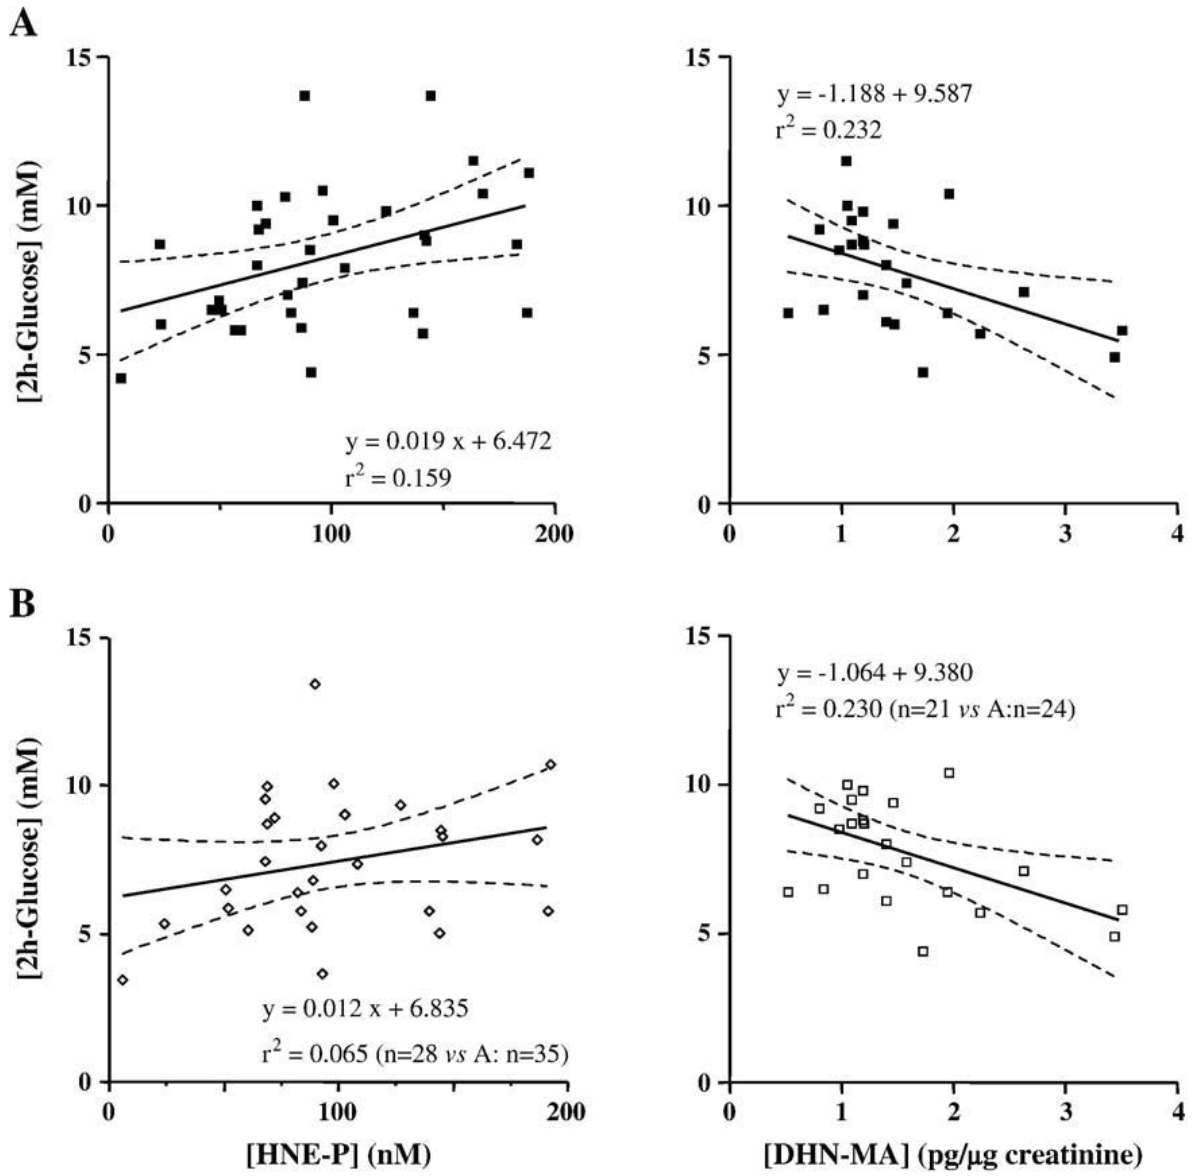 A
15
10
5
0
[2h-Glucose] (mM)
y = 0.019 x + 6.472
r² = 0.159
0 100 200
15
10
5
0
y = -1.188 + 9.587
r² = 0.232
0 1 2 3 4
B
15
10
5
0
[2h-Glucose] (mM)
y = 0.012 x + 6.835
r² = 0.065 (n=28 vs A: n=35)
0 100 200
[HNE-P] (nM)
15
10
5
0
y = -1.064 + 9.380
r² = 0.230 (n=21 vs A:n=24)
0 1 2 3 4
[DHN-MA] (pg/μg creatinine)